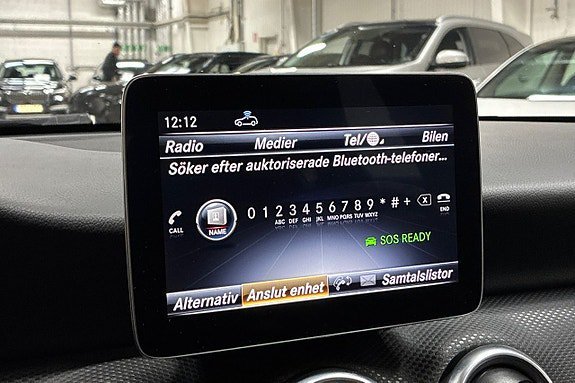 12:12
Radio Medier Tel/ Bilen
Söker efter auktoriserade Bluetooth-telefoner...
CALL NAME 0 1 2 3 4 5 6 7 8 9 * # + END
ABC DEF GHI JKL MNO PQRS TUV WXYZ
SOS READY
Alternativ Anslut enhet Samtalslistor